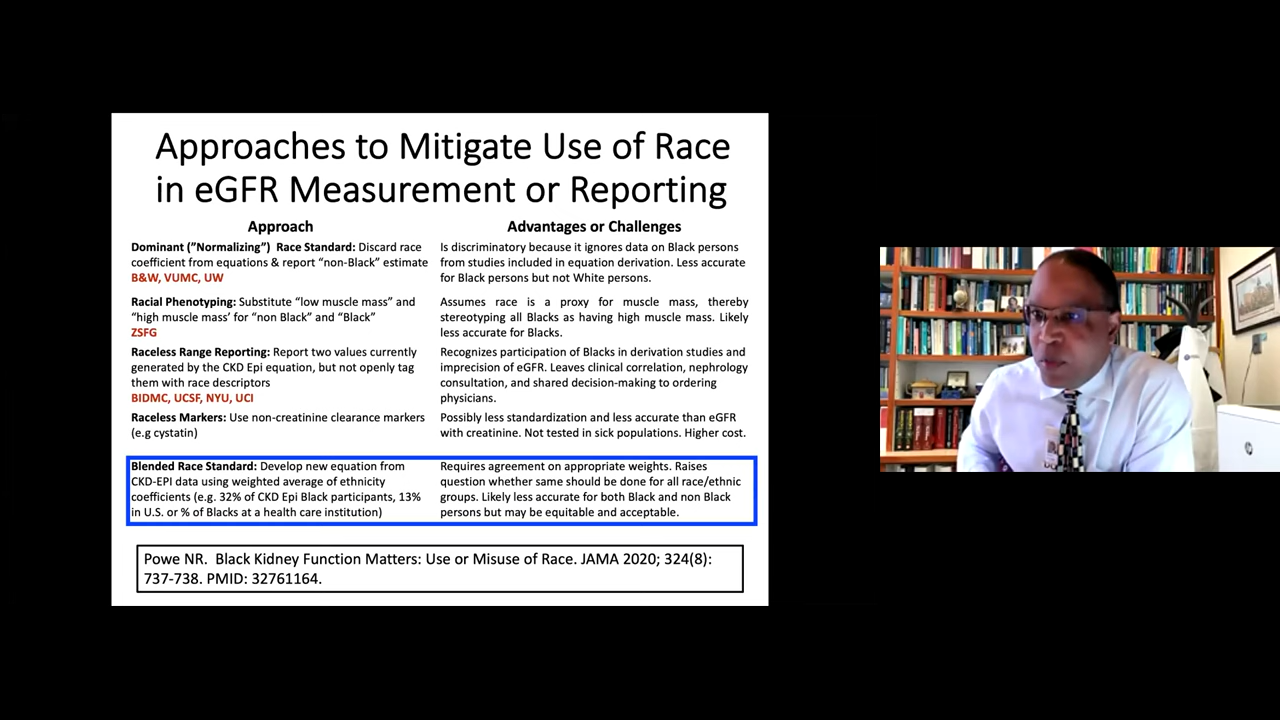 Approaches to Mitigate Use of Race
in eGFR Measurement or Reporting
Approach
Dominant (”Normalizing”) Race Standard: Discard race
coefficient from equations & report “non-Black” estimate
B&W, VUMC, UW
Advantages or Challenges
Is discriminatory because it ignores data on Black persons
from studies included in equation derivation. Less accurate
for Black persons but not White persons.
Racial Phenotyping: Substitute “low muscle mass” and
“high muscle mass’ for “non Black” and “Black”
ZSFG
Assumes race is a proxy for muscle mass, thereby
stereotyping all Blacks as having high muscle mass. Likely
less accurate for Blacks.
Raceless Range Reporting: Report two values currently
generated by the CKD Epi equation, but not openly tag
them with race descriptors
BIDMC, UCSF, NYU, UCI
Recognizes participation of Blacks in derivation studies and
imprecision of eGFR. Leaves clinical correlation, nephrology
consultation, and shared decision-making to ordering
physicians.
Raceless Markers: Use non-creatinine clearance markers
(e.g cystatin)
Possibly less standardization and less accurate than eGFR
with creatinine. Not tested in sick populations. Higher cost.
Blended Race Standard: Develop new equation from
CKD-EPI data using weighted average of ethnicity
coefficients (e.g. 32% of CKD Epi Black participants, 13%
in U.S. or % of Blacks at a health care institution)
Requires agreement on appropriate weights. Raises
question whether same should be done for all race/ethnic
groups. Likely less accurate for both Black and non Black
persons but may be equitable and acceptable.
Powe NR. Black Kidney Function Matters: Use or Misuse of Race. JAMA 2020; 324(8):
737-738. PMID: 32761164.
hp